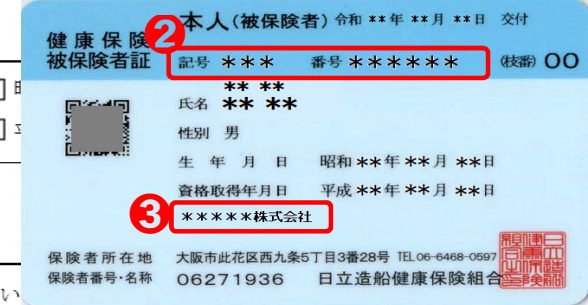 本人(被保険者) 令和 **年 **月 **日 交付
健康保険
被保険者証
2
記号 *** 番号 ****** (枝番) 00
** **
氏名 ** **
性別 男
生年月日 昭和 **年 **月 **日
資格取得年月日 平成 **年 **月 **日
3
*****株式会社
保険者所在地 大阪市此花区西九条5丁目3番28号 TEL 06-6468-0597
保険者番号・名称 06271936 日立造船健康保険組合